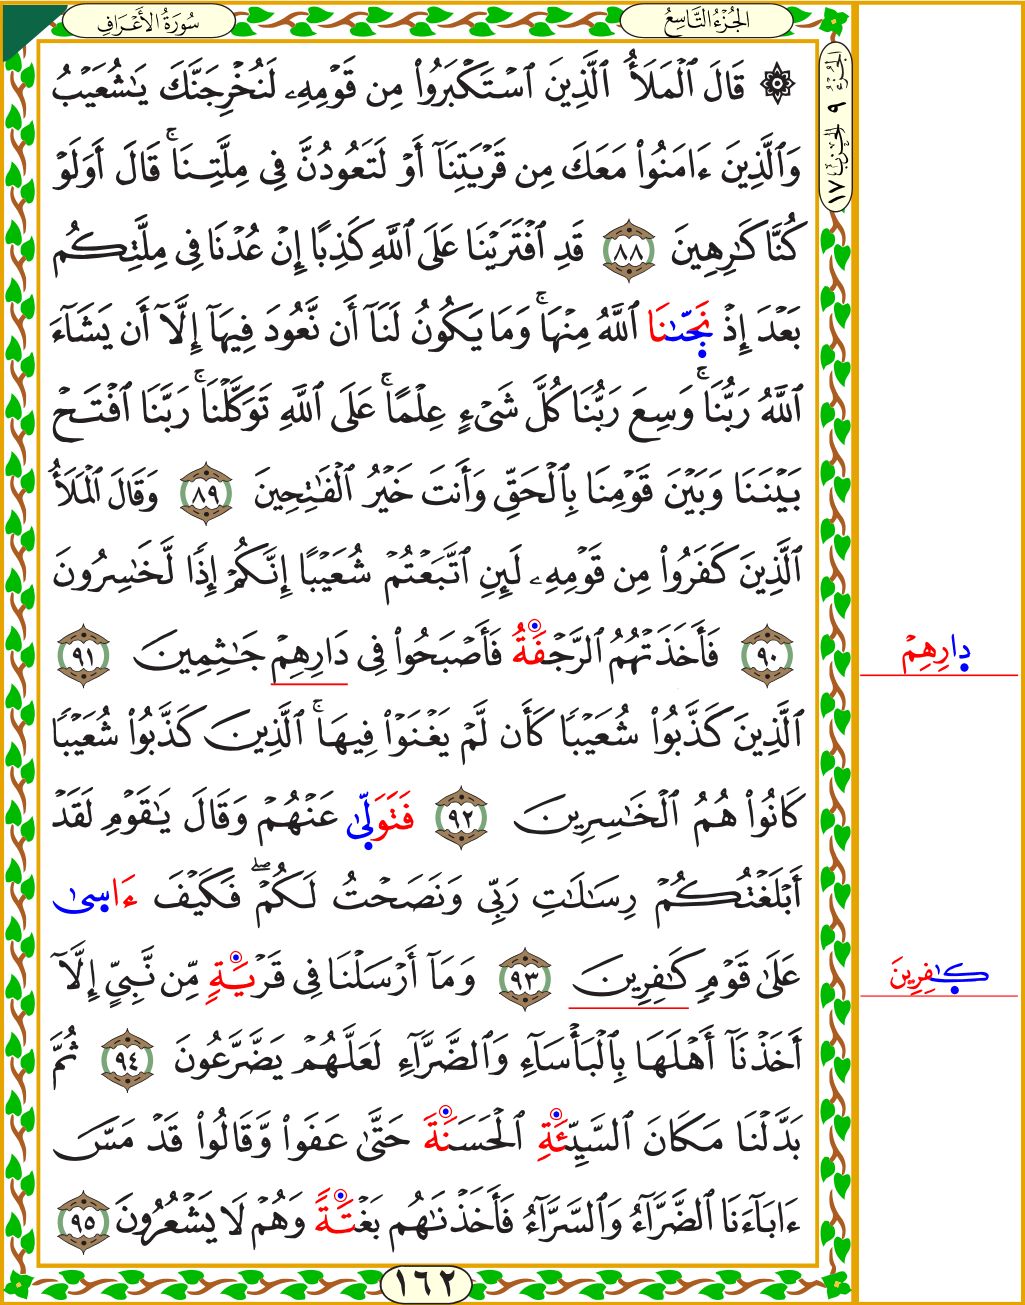 الجُزْءُ التَّاسِعُ
سُورَةُ الأَعْرَافِ
الجزء ٩ الحزب ١٧
۞ قَالَ ٱلْمَلَأُ ٱلَّذِينَ ٱسْتَكْبَرُوا۟ مِن قَوْمِهِۦ لَنُخْرِجَنَّكَ يَـٰشُعَيْبُ
وَٱلَّذِينَ ءَامَنُوا۟ مَعَكَ مِن قَرْيَتِنَآ أَوْ لَتَعُودُنَّ فِى مِلَّتِنَا ۚ قَالَ أَوَلَوْ
كُنَّا كَـٰرِهِينَ ٨٨ قَدِ ٱفْتَرَيْنَا عَلَى ٱللَّهِ كَذِبًا إِنْ عُدْنَا فِى مِلَّتِكُم
بَعْدَ إِذْ نَجَّىٰنَا ٱللَّهُ مِنْهَا ۚ وَمَا يَكُونُ لَنَآ أَن نَّعُودَ فِيهَآ إِلَّآ أَن يَشَآءَ
ٱللَّهُ رَبُّنَا ۚ وَسِعَ رَبُّنَا كُلَّ شَىْءٍ عِلْمًا ۚ عَلَى ٱللَّهِ تَوَكَّلْنَا ۚ رَبَّنَا ٱفْتَحْ
بَيْنَنَا وَبَيْنَ قَوْمِنَا بِٱلْحَقِّ وَأَنتَ خَيْرُ ٱلْفَـٰتِحِينَ ٨٩ وَقَالَ ٱلْمَلَأُ
ٱلَّذِينَ كَفَرُوا۟ مِن قَوْمِهِۦ لَئِنِ ٱتَّبَعْتُمْ شُعَيْبًا إِنَّكُمْ إِذًا لَّخَـٰسِرُونَ
٩٠ فَأَخَذَتْهُمُ ٱلرَّجْفَةُ فَأَصْبَحُوا۟ فِى دَارِهِمْ جَـٰثِمِينَ ٩١
دِارِهِمْ
ٱلَّذِينَ كَذَّبُوا۟ شُعَيْبًا كَأَن لَّمْ يَغْنَوْا۟ فِيهَا ۚ ٱلَّذِينَ كَذَّبُوا۟ شُعَيْبًا
كَانُوا۟ هُمُ ٱلْخَـٰسِرِينَ ٩٢ فَتَوَلَّىٰ عَنْهُمْ وَقَالَ يَـٰقَوْمِ لَقَدْ
أَبْلَغْتُكُمْ رِسَـٰلَـٰتِ رَبِّى وَنَصَحْتُ لَكُمْ ۖ فَكَيْفَ ءَاسَىٰ
عَلَىٰ قَوْمٍ كَـٰفِرِينَ ٩٣ وَمَآ أَرْسَلْنَا فِى قَرْيَةٍ مِّن نَّبِىٍّ إِلَّآ
كِـٰفِرِينَ
أَخَذْنَآ أَهْلَهَا بِٱلْبَأْسَآءِ وَٱلضَّرَّآءِ لَعَلَّهُمْ يَضَّرَّعُونَ ٩٤ ثُمَّ
بَدَّلْنَا مَكَانَ ٱلسَّيِّئَةِ ٱلْحَسَنَةَ حَتَّىٰ عَفَوا۟ وَّقَالُوا۟ قَدْ مَسَّ
ءَابَآءَنَا ٱلضَّرَّآءُ وَٱلسَّرَّآءُ فَأَخَذْنَـٰهُم بَغْتَةً وَهُمْ لَا يَشْعُرُونَ ٩٥
١٦٢